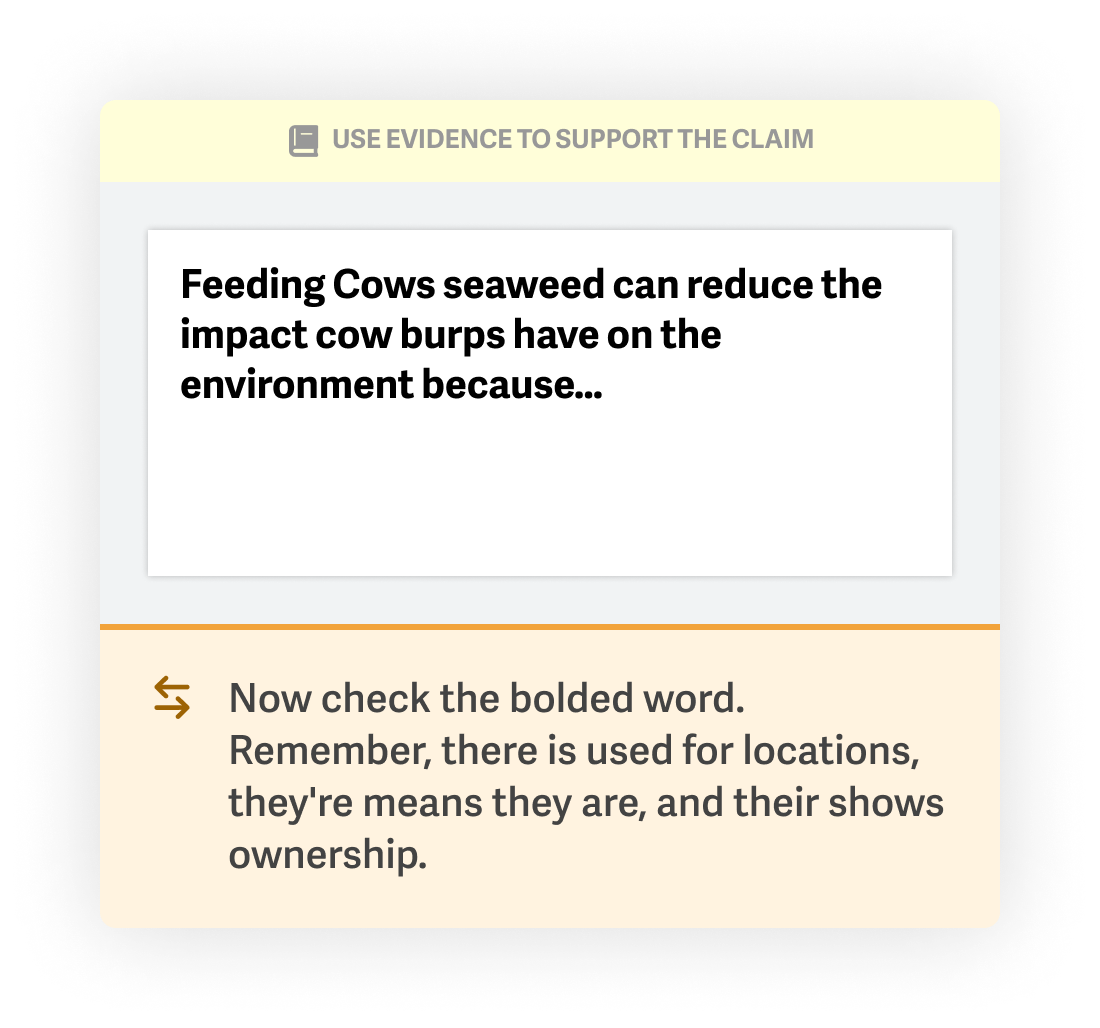 USE EVIDENCE TO SUPPORT THE CLAIM
Feeding Cows seaweed can reduce the
impact cow burps have on the
environment because...
Now check the bolded word.
Remember, there is used for locations,
they're means they are, and their shows
ownership.